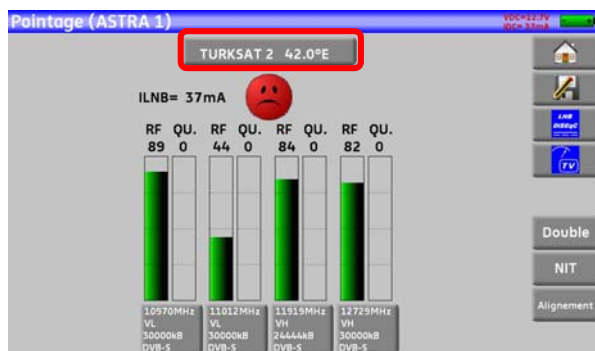 Pointage (ASTRA 1)
VDC=12.7V
IDC= 37mA
TURKSAT 2 42.0°E
ILNB= 37mA
RF QU. RF QU. RF QU. RF QU.
89 0 44 0 84 0 82 0
LNB
DiSEqC
TV
Double
NIT
Alignement
10970MHz 11012MHz 11919MHz 12729MHz
VL VL VH VH
30000kB 30000kB 24444kB 30000kB
DVB-S DVB-S DVB-S DVB-S